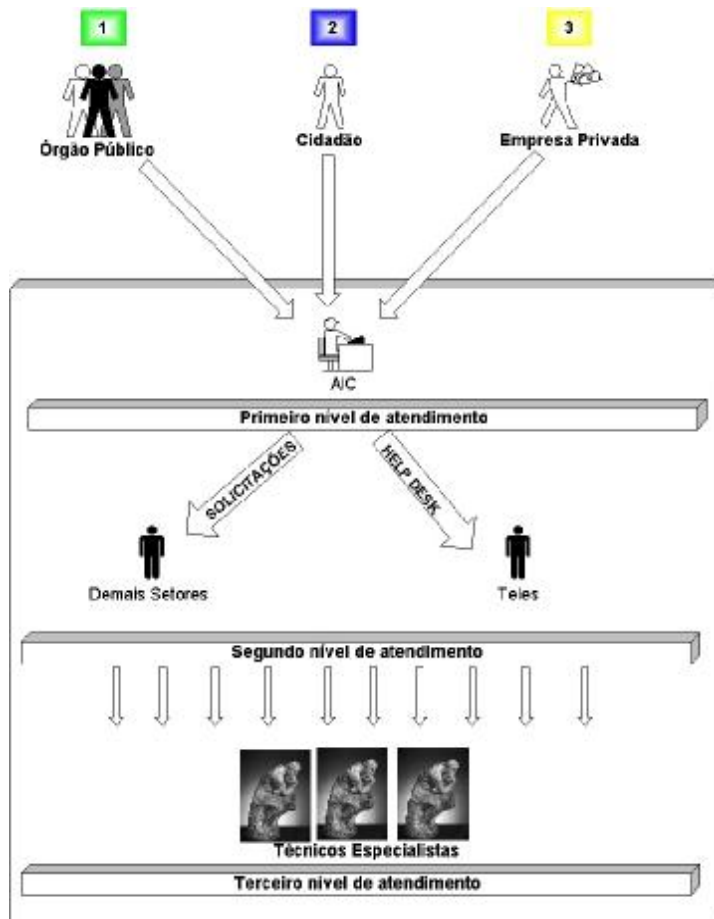 1
2
3
Órgão Público
Cidadão
Empresa Privada
AIC
Primeiro nível de atendimento
SOLICITAÇÕES
HELP DESK
Demais Setores
Teles
Segundo nível de atendimento
Técnicos Especialistas
Terceiro nível de atendimento